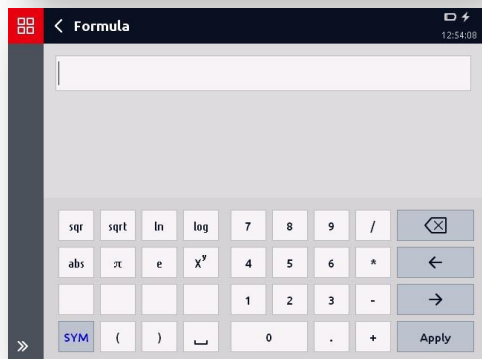 Formula
12:54:08
sqr sqrt ln log 7 8 9 /
abs π e Xʸ 4 5 6 *
1 2 3 -
SYM ( ) 0 . + Apply